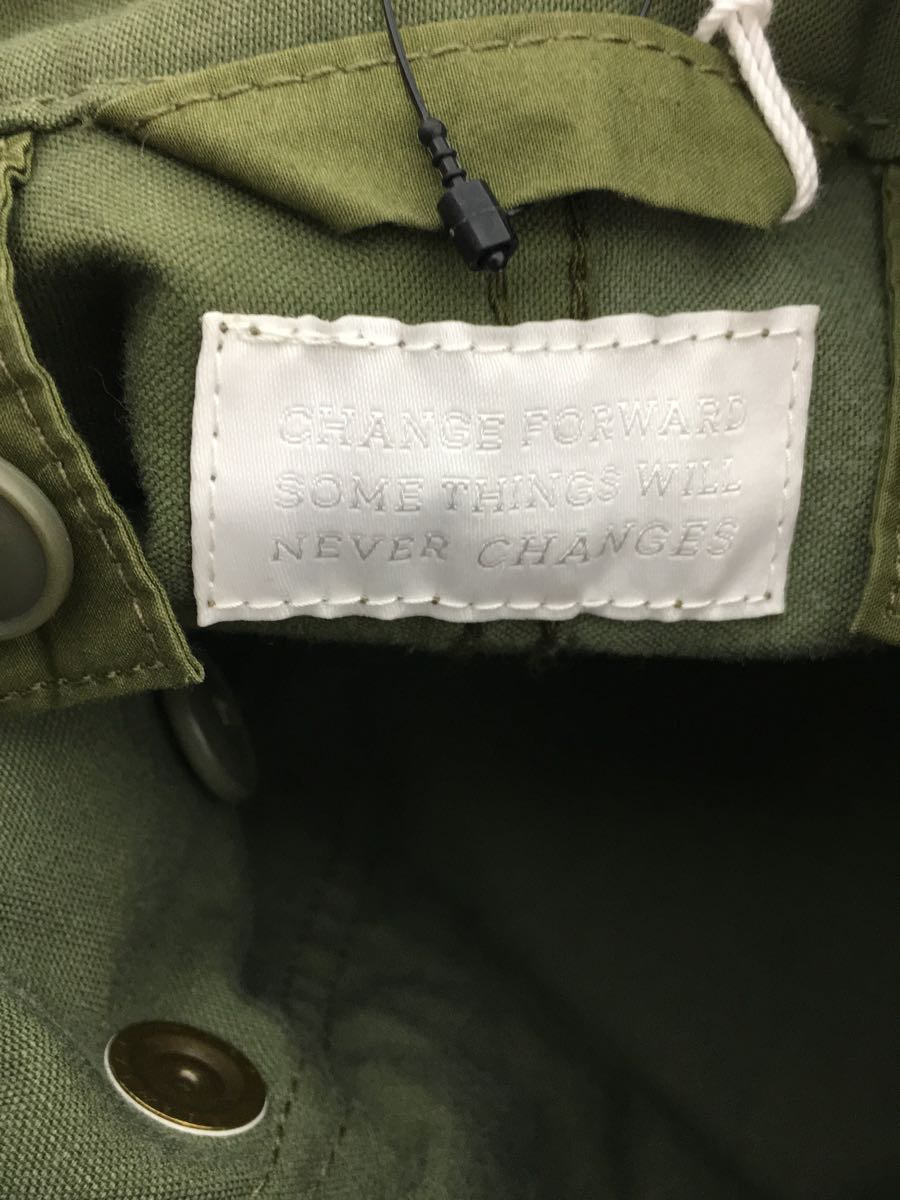 CHANGE FORWARD
SOME THINGS WILL
NEVER CHANGES